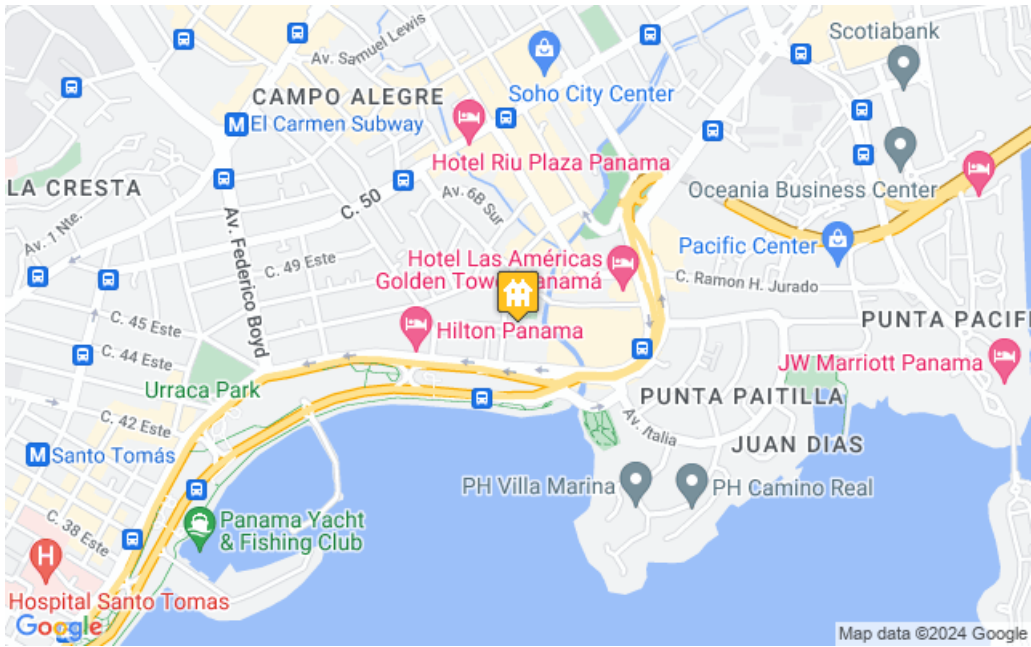 Scotiabank
Av. Samuel Lewis
Soho City Center
CAMPO ALEGRE
M El Carmen Subway
Hotel Riu Plaza Panama
LA CRESTA
Oceania Business Center
C. 50
Av. 6B Sur
Av. 1 Nte.
Av. Federico Boyd
Pacific Center
C. 49 Este
Hotel Las Américas
Golden Towe
anamá
C. Ramon H. Jurado
C. 45 Este
Hilton Panama
PUNTA PACIFI
C. 44 Este
JW Marriott Panama
Urraca Park
PUNTA PAITILLA
C. 42 Este
Av. Italia
JUAN DIAS
M Santo Tomás
PH Villa Marina
PH Camino Real
C. 38 Este
Panama Yacht
& Fishing Club
H
Hospital Santo Tomas
Google
Map data ©2024 Google